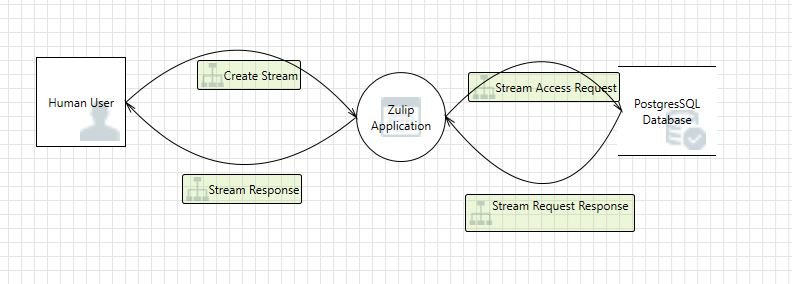 Create Stream
Stream Access Request
Human User
Zulip
Application
PostgresSQL
Database
Stream Response
Stream Request Response